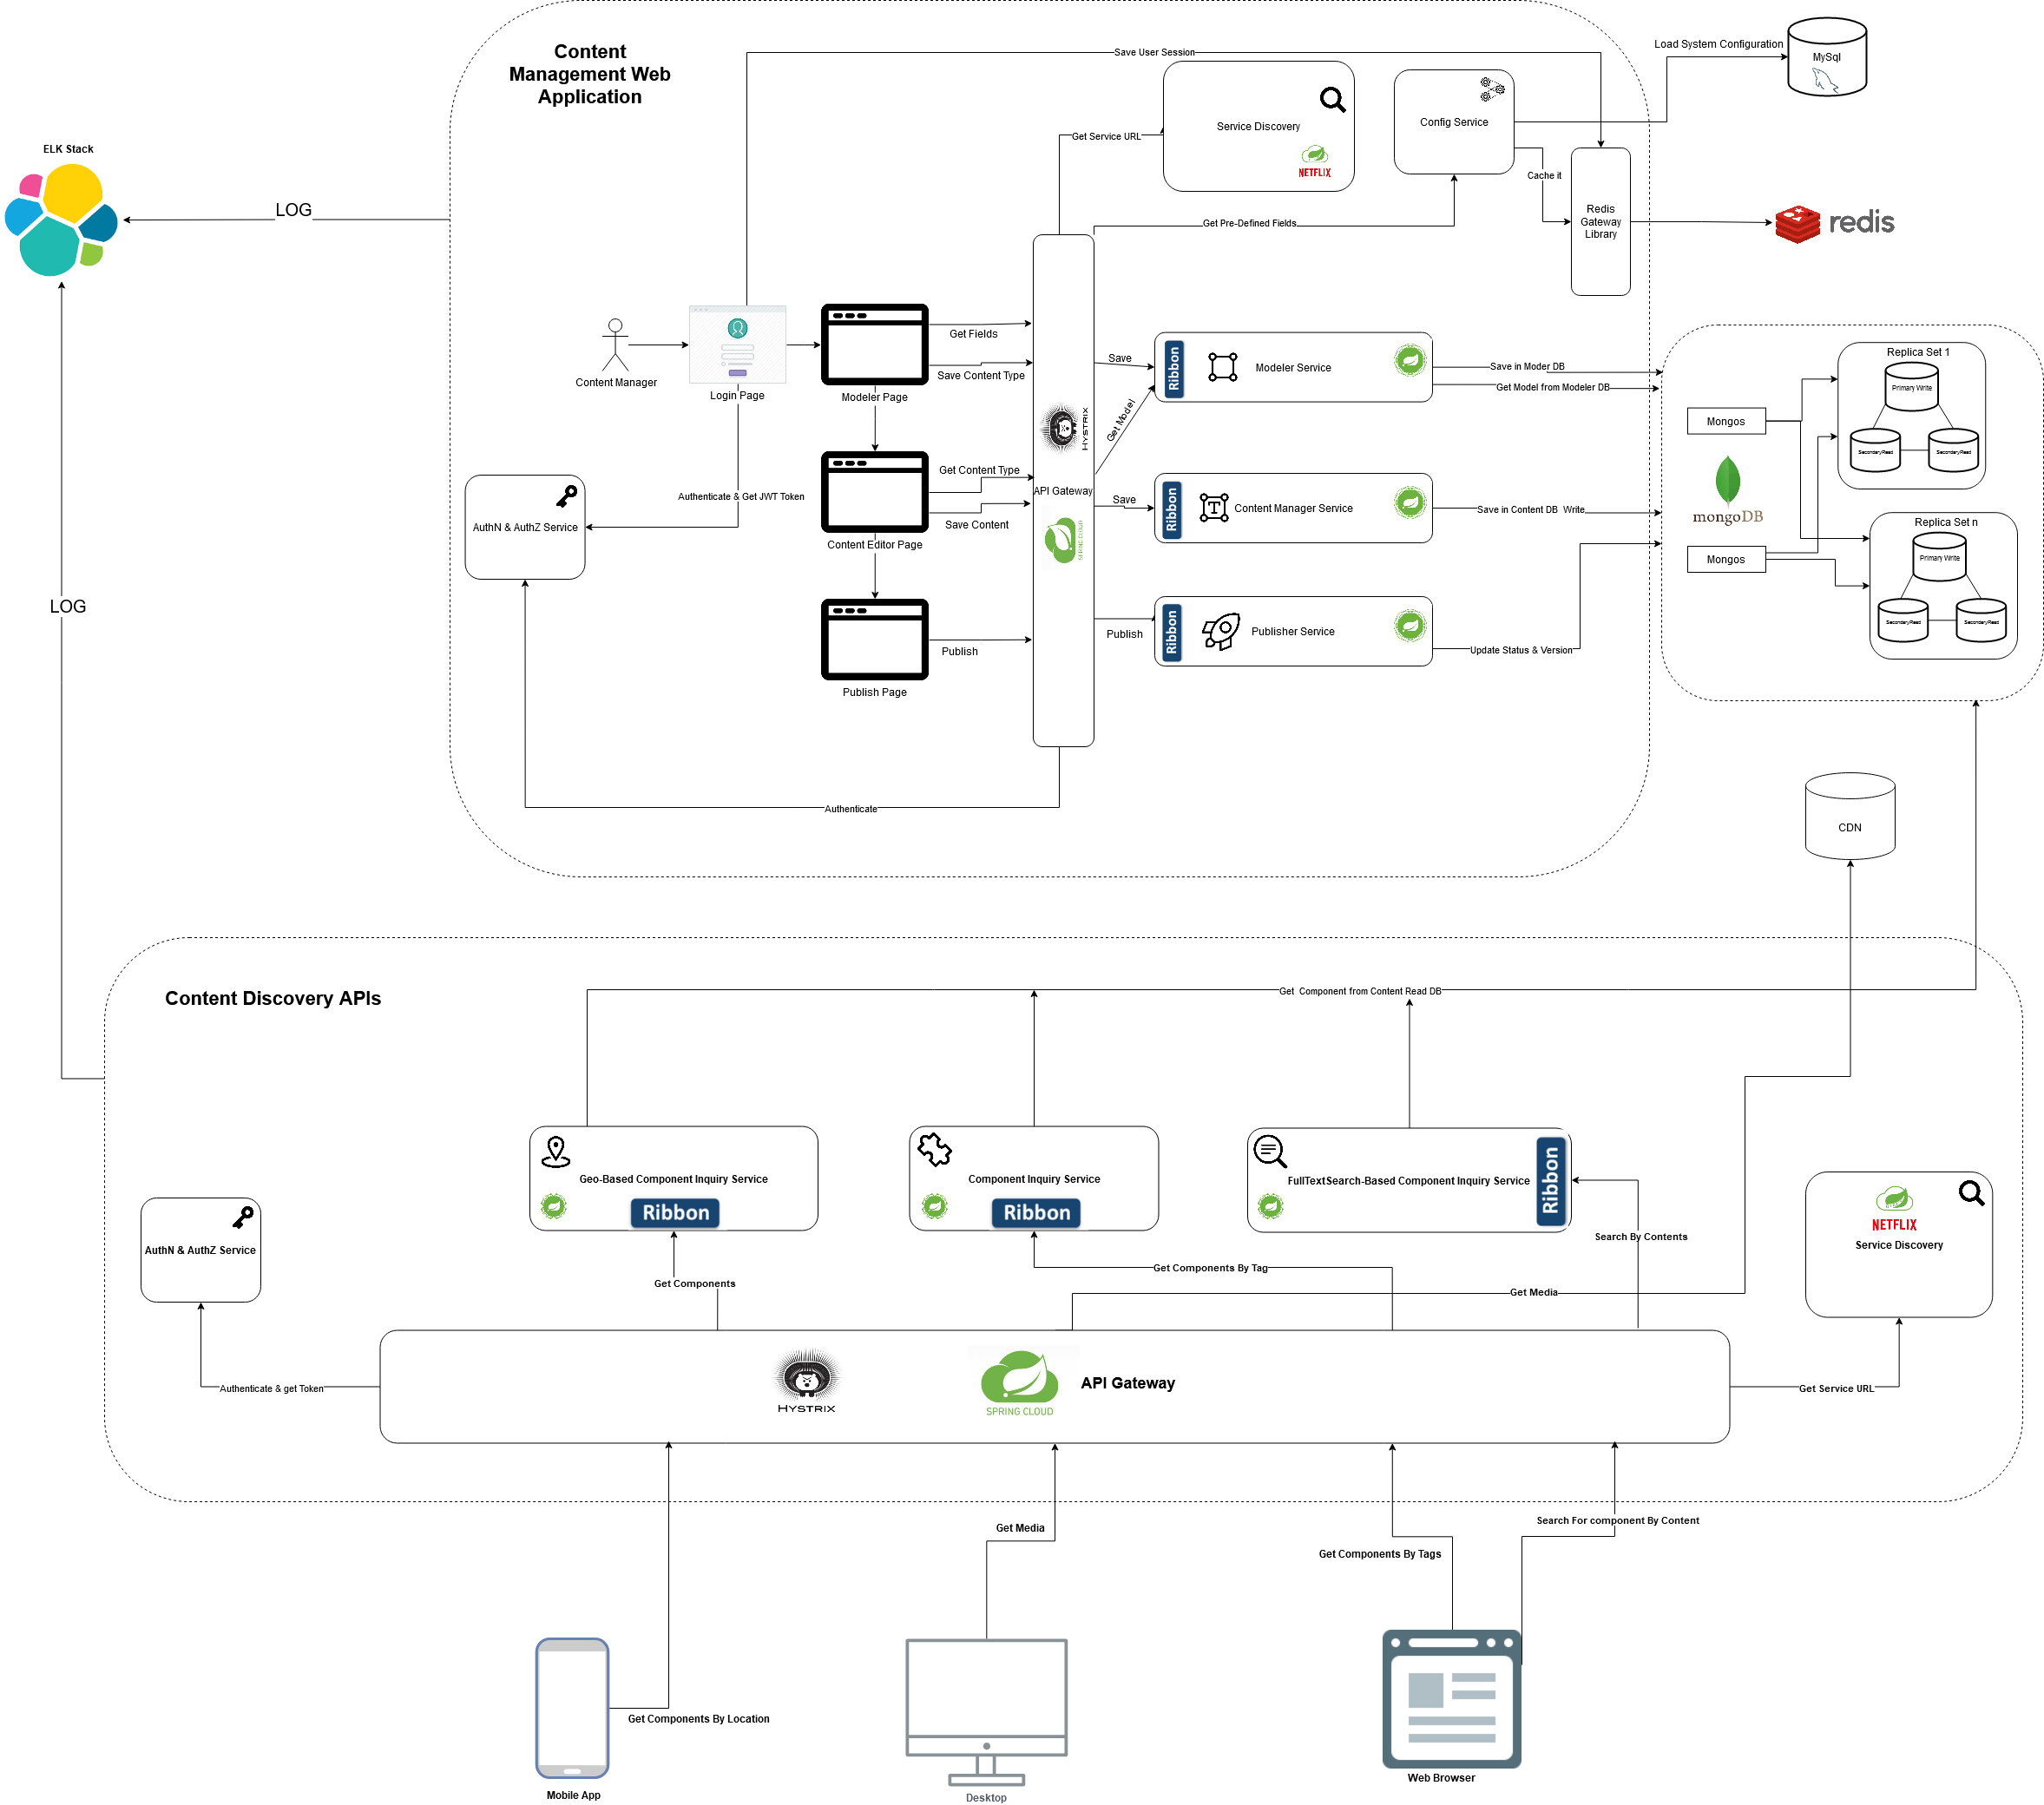 Content
Management Web
Application
Save User Session
Load System Configuration
MySql
Service Discovery
NETFLIX
Config Service
Get Service URL
Cache it
ELK Stack
LOG
Get Pre-Defined Fields
Redis
Gateway
Library
redis
Content Manager
Login Page
Modeler Page
Get Fields
Save Content Type
Save
Get Model
Ribbon
Modeler Service
Save in Moder DB
Get Model from Modeler DB
Replica Set 1
Primary Write
SecondaryRead
SecondaryRead
Mongos
mongoDB
Mongos
Replica Set n
Primary Write
SecondaryRead
SecondaryRead
HYSTRIX
API Gateway
SPRING CLOUD
AuthN & AuthZ Service
Authenticate & Get JWT Token
Get Content Type
Save Content
Content Editor Page
Save
Ribbon
T
Content Manager Service
Save in Content DB  Write
Publish
Publish Page
Publish
Ribbon
Publisher Service
Update Status & Version
Authenticate
LOG
CDN
Content Discovery APIs
Get  Component from Content Read DB
Geo-Based Component Inquiry Service
Ribbon
Component Inquiry Service
Ribbon
FullTextSearch-Based Component Inquiry Service
Ribbon
AuthN & AuthZ Service
NETFLIX
Service Discovery
Search By Contents
Get Components
Get Components By Tag
Get Media
HYSTRIX
SPRING CLOUD
API Gateway
Authenticate & get Token
Get Service URL
Get Media
Search For component By Content
Get Components By Tags
Get Components By Location
Mobile App
Desktop
Web Browser